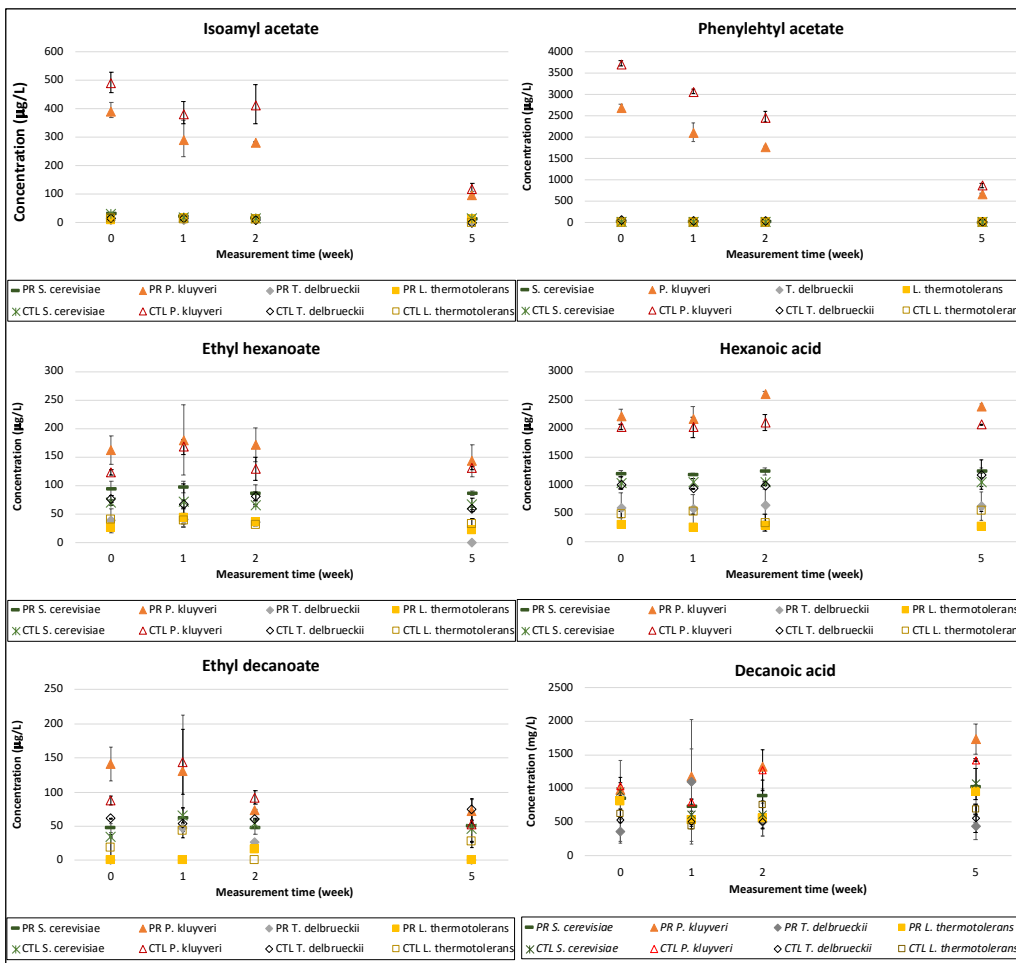 Isoamyl acetate
Concentration (µg/L)
600
500
400
300
200
100
0
0 1 2 5
Measurement time (week)
PR S. cerevisiae PR P. kluyveri PR T. delbrueckii PR L. thermotolerans
CTL S. cerevisiae CTL P. kluyveri CTL T. delbrueckii CTL L. thermotolerans
Phenylehtyl acetate
Concentration (µg/L)
4000
3500
3000
2500
2000
1500
1000
500
0
0 1 2 5
Measurement time (week)
S. cerevisiae P. kluyveri T. delbrueckii L. thermotolerans
CTL S. cerevisiae CTL P. kluyveri CTL T. delbrueckii CTL L. thermotolerans
Ethyl hexanoate
Concentration (µg/L)
300
250
200
150
100
50
0
0 1 2 5
Measurement time (week)
PR S. cerevisiae PR P. kluyveri PR T. delbrueckii PR L. thermotolerans
CTL S. cerevisiae CTL P. kluyveri CTL T. delbrueckii CTL L. thermotolerans
Hexanoic acid
Concentration (µg/L)
3000
2500
2000
1500
1000
500
0
0 1 2 5
Measurement time (week)
PR S. cerevisiae PR P. kluyveri PR T. delbrueckii PR L. thermotolerans
CTL S. cerevisiae CTL P. kluyveri CTL T. delbrueckii CTL L. thermotolerans
Ethyl decanoate
Concentration (µg/L)
250
200
150
100
50
0
0 1 2 5
Measurement time (week)
PR S. cerevisiae PR P. kluyveri PR T. delbrueckii PR L. thermotolerans
CTL S. cerevisiae CTL P. kluyveri CTL T. delbrueckii CTL L. thermotolerans
Decanoic acid
Concentration (mg/L)
2500
2000
1500
1000
500
0
0 1 2 5
Measurement time (week)
PR S. cerevisiae PR P. kluyveri PR T. delbrueckii PR L. thermotolerans
CTL S. cerevisiae CTL P. kluyveri CTL T. delbrueckii CTL L. thermotolerans